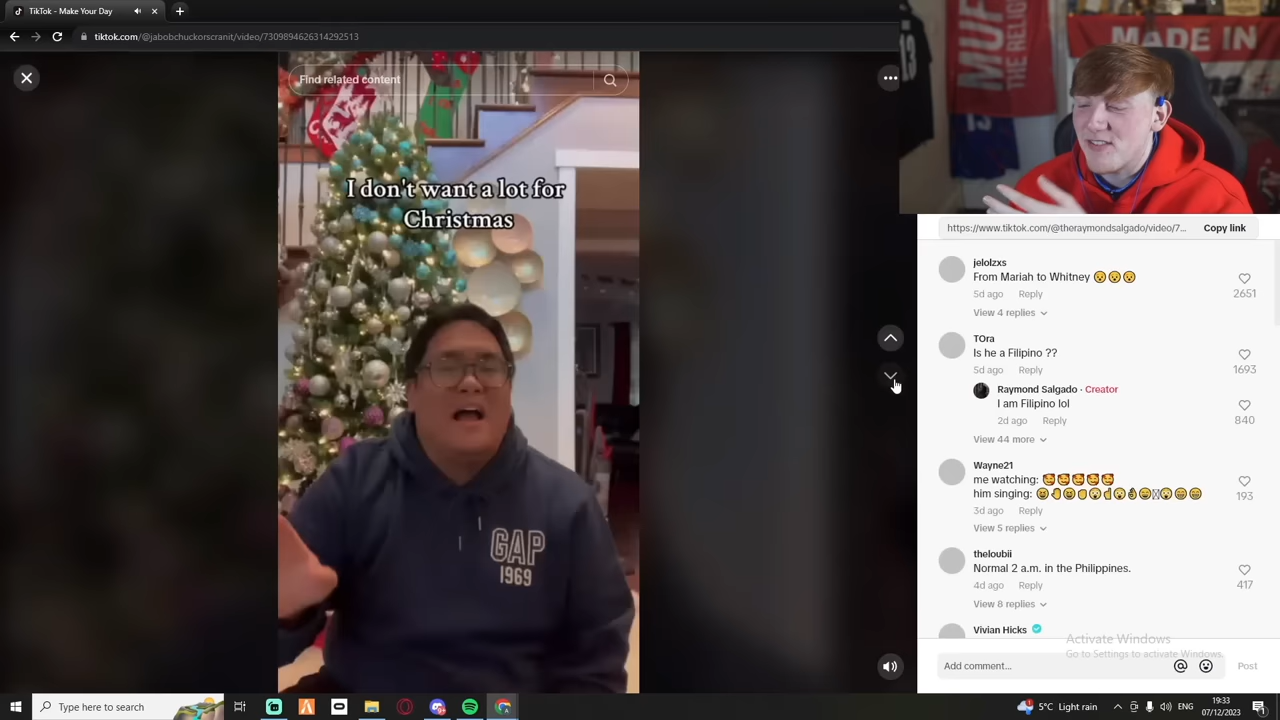 TikTok - Make Your Day
tiktok.com/@jabobchuckorscranit/video/7309894626314292513
Find related content
I don't want a lot for
Christmas
GAP
1969
MADE IN
THE RELIG
https://www.tiktok.com/@theraymondsalgado/video/7...
Copy link
jelolzxs
From Mariah to Whitney 😮😮😮
5d ago Reply
2651
View 4 replies
TOra
Is he a Filipino ??
5d ago Reply
1693
Raymond Salgado · Creator
I am Filipino lol
2d ago Reply
840
View 44 more
Wayne21
me watching: 🥰🥰🥰🥰🥰
him singing:
3d ago Reply
193
View 5 replies
theloubii
Normal 2 a.m. in the Philippines.
4d ago Reply
417
View 8 replies
Vivian Hicks
Activate Windows
Go to Settings to activate Windows.
Add comment...
Post
Type here to search
5°C Light rain
ENG
19:33
07/12/2023